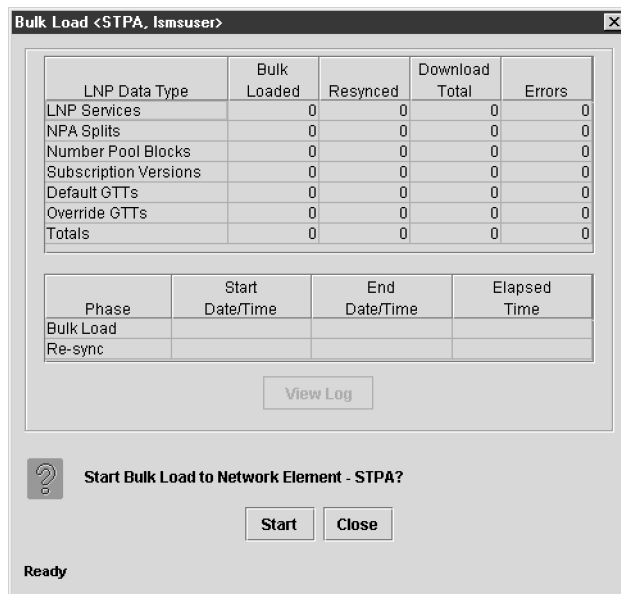 Bulk Load <STPA, lsmsuser>
LNP Data Type Bulk Loaded Resynced Download Total Errors
LNP Services 0 0 0 0
NPA Splits 0 0 0 0
Number Pool Blocks 0 0 0 0
Subscription Versions 0 0 0 0
Default GTTs 0 0 0 0
Override GTTs 0 0 0 0
Totals 0 0 0 0
Phase Start Date/Time End Date/Time Elapsed Time
Bulk Load
Re-sync
View Log
Start Bulk Load to Network Element - STPA?
Start Close
Ready